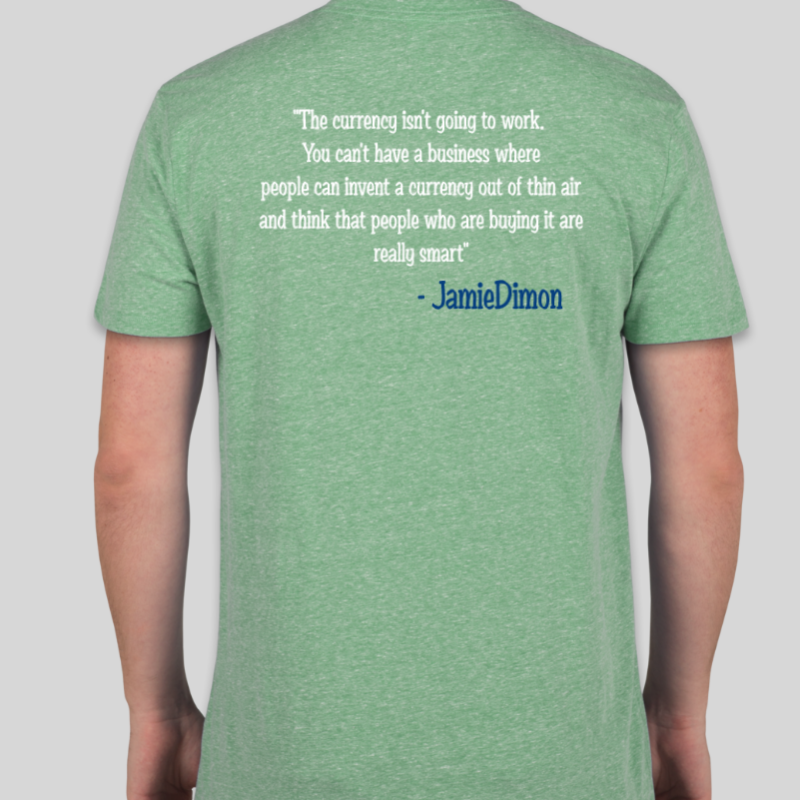 "The currency isn't going to work.
You can't have a business where
people can invent a currency out of thin air
and think that people who are buying it are
really smart"
- JamieDimon